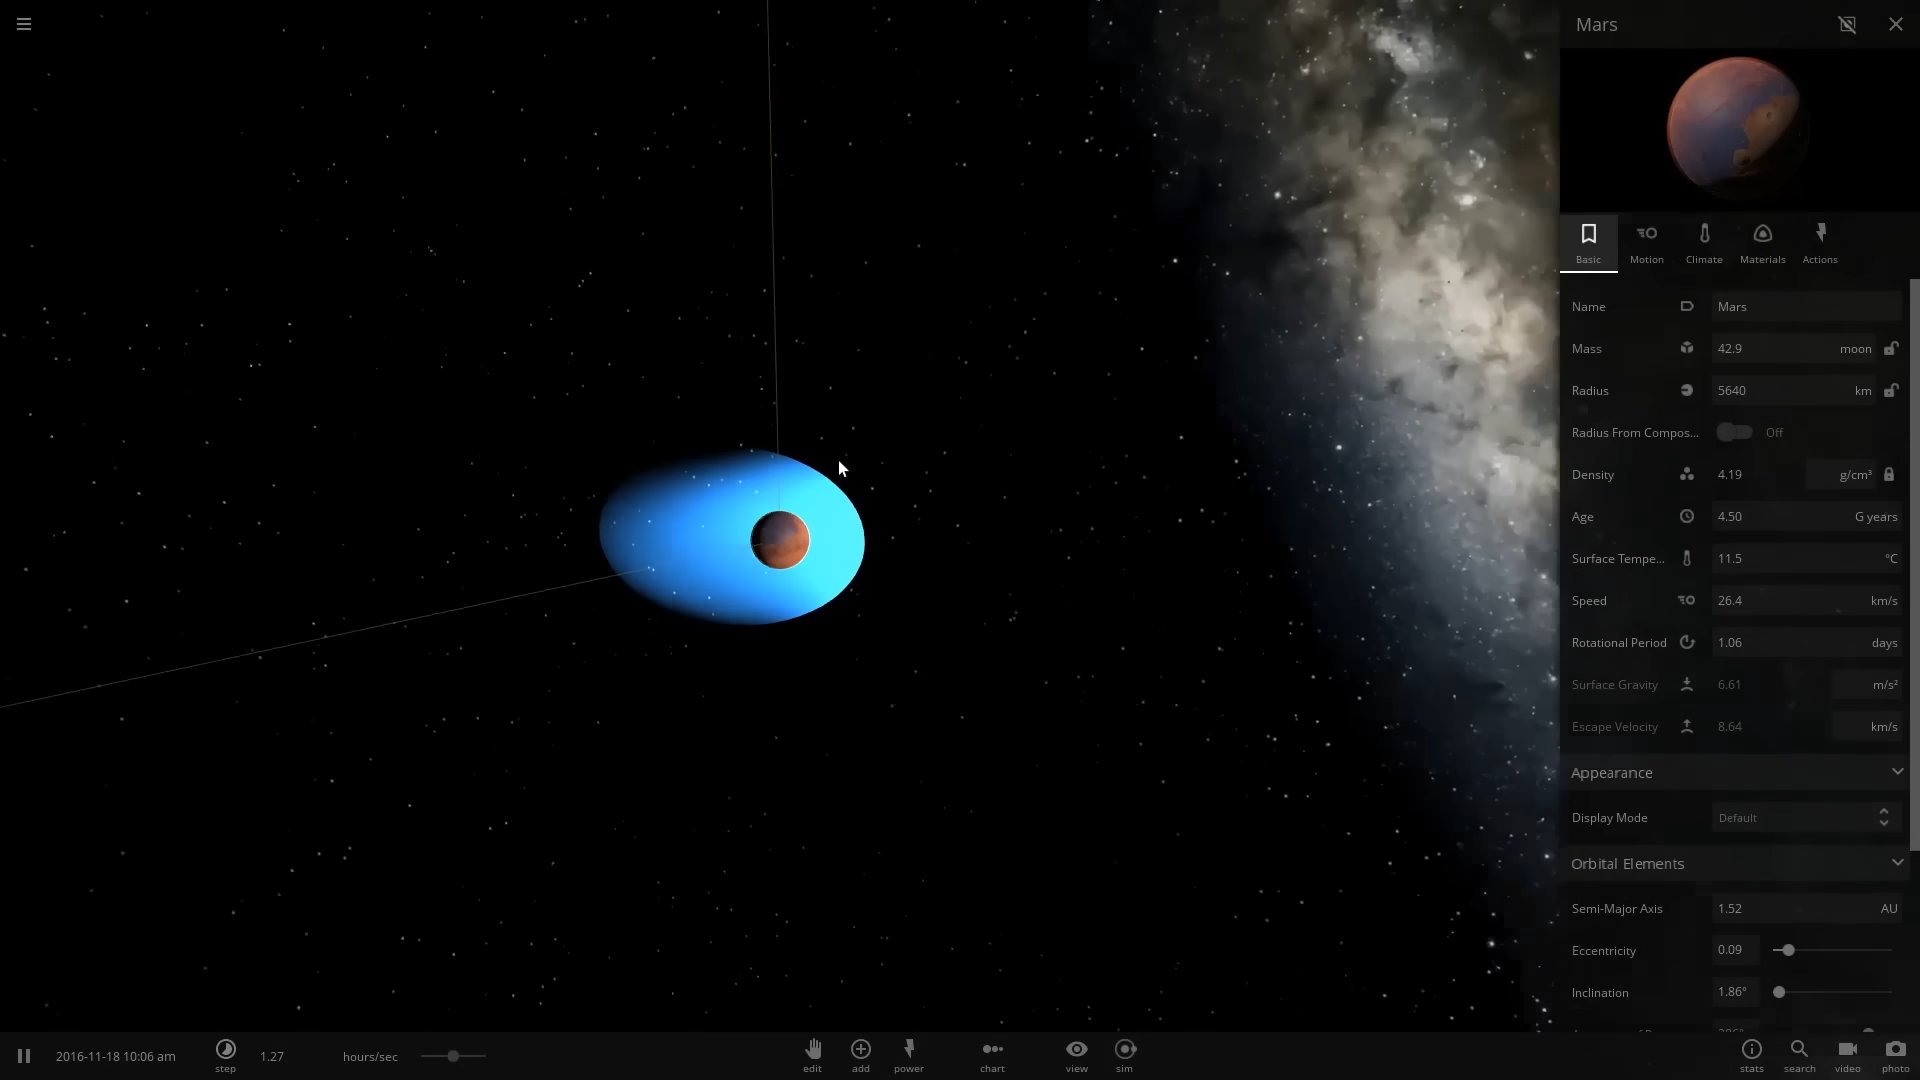 Mars
Basic Motion Climate Materials Actions
Name Mars
Mass 42.9 moon
Radius 5640 km
Radius From Compos... Off
Density 4.19 g/cm³
Age 4.50 G years
Surface Tempe... 11.5 °C
Speed 26.4 km/s
Rotational Period 1.06 days
Surface Gravity 6.61 m/s²
Escape Velocity 8.64 km/s
Appearance
Display Mode Default
Orbital Elements
Semi-Major Axis 1.52 AU
Eccentricity 0.09
Inclination 1.86°
2016-11-18 10:06 am step 1.27 hours/sec edit add power chart view sim stats search video photo